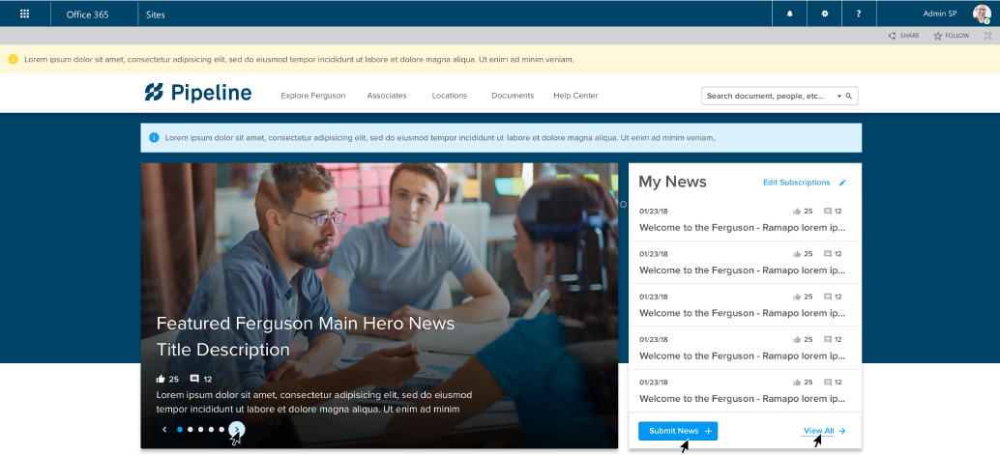 Office 365
Sites
?
Admin SP
SHARE
FOLLOW
Lorem ipsum dolor sit amet, consectetur adipisicing elit, sed do eiusmod tempor incididunt ut labore et dolore magna aliqua. Ut enim ad minim veniam,
Pipeline
Explore Ferguson
Associates
Locations
Documents
Help Center
Search document, people, etc...
Lorem ipsum dolor sit amet, consectetur adipisicing elit, sed do eiusmod tempor incididunt ut labore et dolore magna aliqua. Ut enim ad minim veniam,
Featured Ferguson Main Hero News
Title Description
25 12
Lorem ipsum dolor sit amet, consectetur adipisicing elit, sed do eiusmod
tempor incididunt ut labore et dolore magna aliqua. Ut enim ad minim
My News
Edit Subscriptions
01/23/18 25 12
Welcome to the Ferguson - Ramapo lorem ip...
01/23/18 25 12
Welcome to the Ferguson - Ramapo lorem ip...
01/23/18 25 12
Welcome to the Ferguson - Ramapo lorem ip...
01/23/18 25 12
Welcome to the Ferguson - Ramapo lorem ip...
01/23/18 25 12
Welcome to the Ferguson - Ramapo lorem ip...
Submit News +
View All